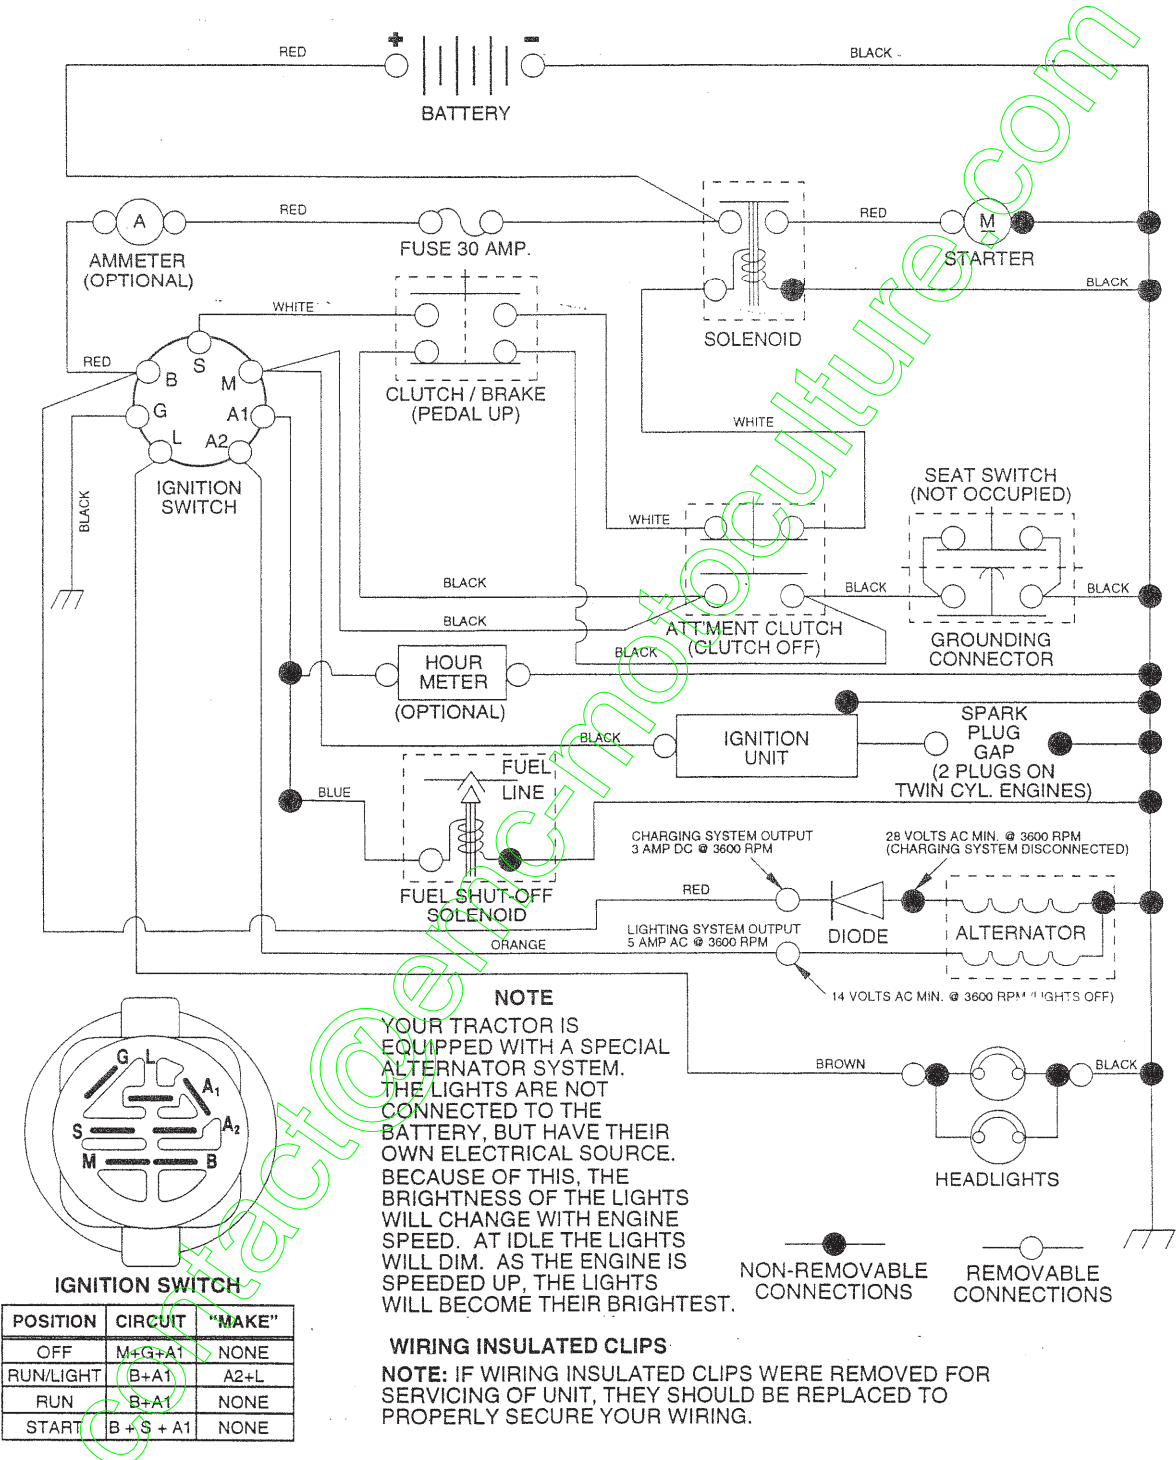 RED
+
-
BLACK
BATTERY
A
RED
RED
M
AMMETER
(OPTIONAL)
FUSE 30 AMP.
STARTER
BLACK
WHITE
SOLENOID
RED
S
B
M
G
A1
L
A2
CLUTCH / BRAKE
(PEDAL UP)
WHITE
IGNITION
SWITCH
BLACK
SEAT SWITCH
(NOT OCCUPIED)
WHITE
BLACK
BLACK
BLACK
BLACK
ATT'MENT CLUTCH
(CLUTCH OFF)
GROUNDING
CONNECTOR
BLACK
HOUR
METER
(OPTIONAL)
BLACK
IGNITION
UNIT
SPARK
PLUG
GAP
(2 PLUGS ON
TWIN CYL. ENGINES)
FUEL
LINE
BLUE
FUEL SHUT-OFF
SOLENOID
CHARGING SYSTEM OUTPUT
3 AMP DC @ 3600 RPM
28 VOLTS AC MIN. @ 3600 RPM
(CHARGING SYSTEM DISCONNECTED)
RED
DIODE
ALTERNATOR
LIGHTING SYSTEM OUTPUT
5 AMP AC @ 3600 RPM
ORANGE
14 VOLTS AC MIN. @ 3600 RPM (LIGHTS OFF)
NOTE
YOUR TRACTOR IS
EQUIPPED WITH A SPECIAL
ALTERNATOR SYSTEM.
THE LIGHTS ARE NOT
CONNECTED TO THE
BATTERY, BUT HAVE THEIR
OWN ELECTRICAL SOURCE.
BECAUSE OF THIS, THE
BRIGHTNESS OF THE LIGHTS
WILL CHANGE WITH ENGINE
SPEED. AT IDLE THE LIGHTS
WILL DIM. AS THE ENGINE IS
SPEEDED UP, THE LIGHTS
WILL BECOME THEIR BRIGHTEST.
BROWN
BLACK
HEADLIGHTS
G
L
A1
S
A2
M
B
IGNITION SWITCH
NON-REMOVABLE
CONNECTIONS
REMOVABLE
CONNECTIONS
POSITION CIRCUIT "MAKE"
OFF M+G+A1 NONE
RUN/LIGHT B+A1 A2+L
RUN B+A1 NONE
START B + S + A1 NONE
WIRING INSULATED CLIPS
NOTE: IF WIRING INSULATED CLIPS WERE REMOVED FOR
SERVICING OF UNIT, THEY SHOULD BE REPLACED TO
PROPERLY SECURE YOUR WIRING.
contact@emc-motoculture.com